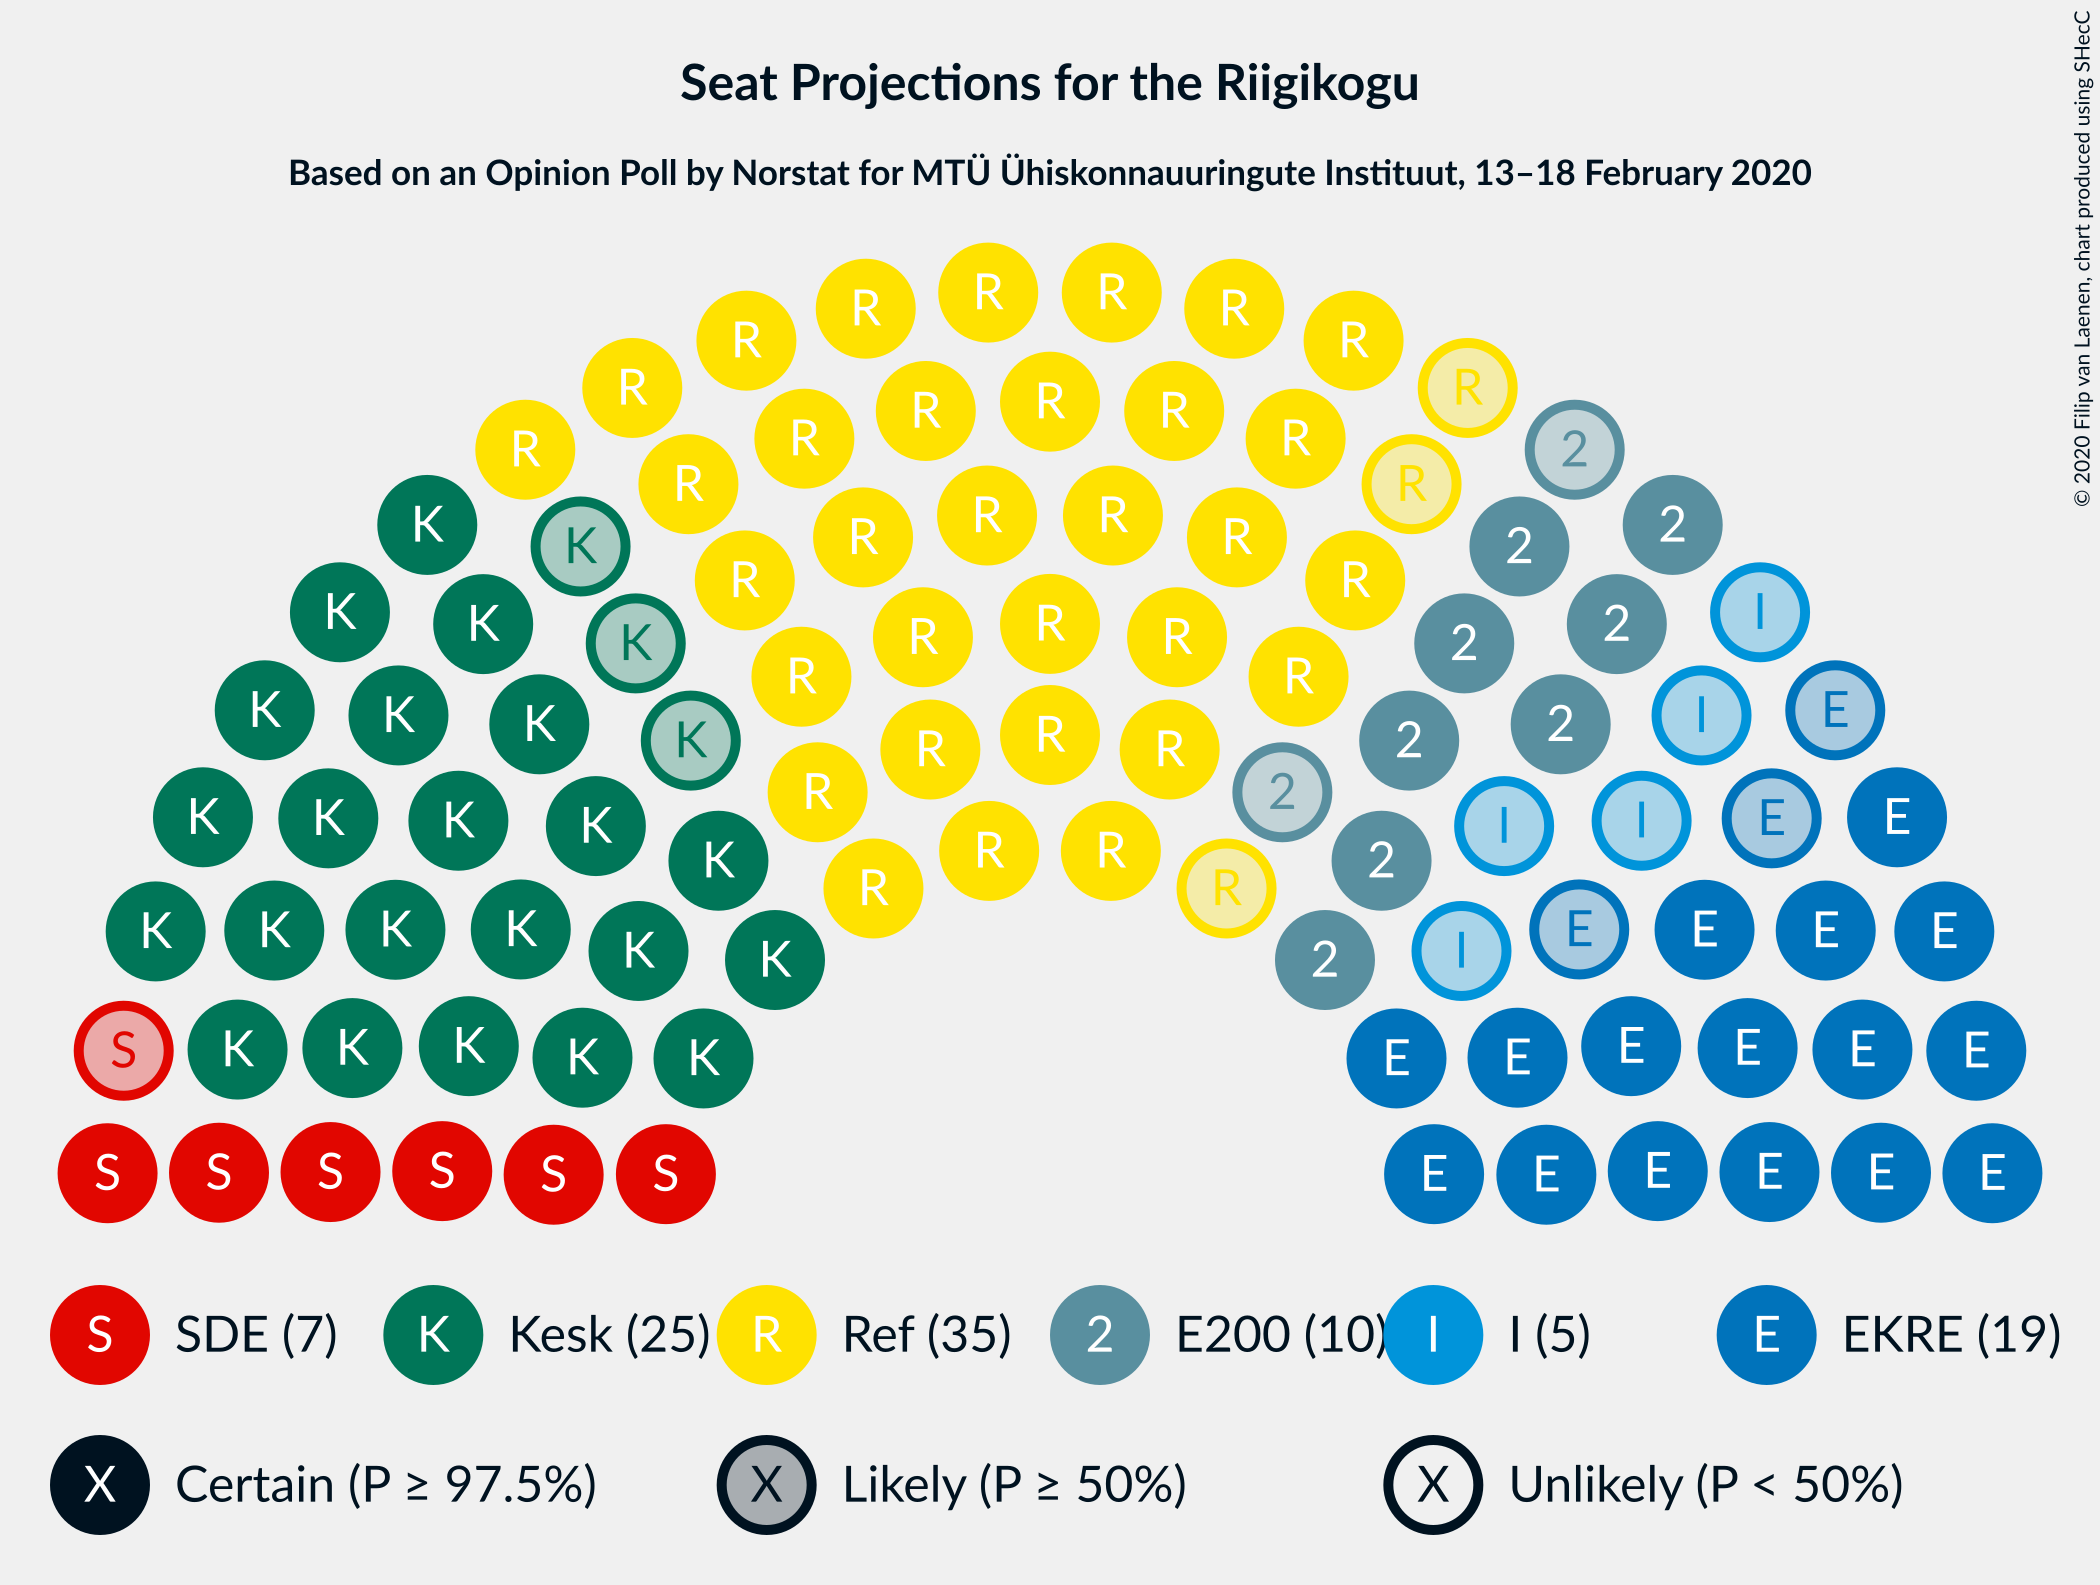 Seat Projections for the Riigikogu
Based on an Opinion Poll by Norstat for MTÜ Ühiskonnauuringute Instituut, 13–18 February 2020
© 2020 Filip van Laenen, chart produced using SHecC
R R R R
R R R R
R R R R R R R R
R R 2
K R R R R R R 2
K K R R 2 2
K K K R R R R 2 2 I
K K K K R R R R 2 2 I E
K K K K K R R 2 2 I I E E
K K K K K K R R R R 2 2 I E E E E
S K K K K K E E E E E E
S S S S S S E E E E E E
S SDE (7) K Kesk (25) R Ref (35) 2 E200 (10) I I (5) E EKRE (19)
X Certain (P ≥ 97.5%) X Likely (P ≥ 50%) X Unlikely (P < 50%)